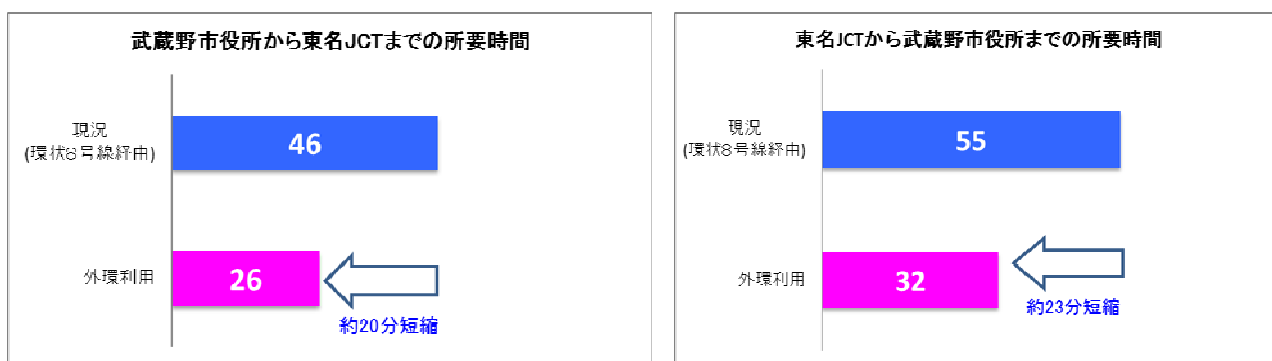 武蔵野市役所から東名JCTまでの所要時間
現況
(環状8号線経由)
46
外環利用
26
約20分短縮
東名JCTから武蔵野市役所までの所要時間
現況
(環状8号線経由)
55
外環利用
32
約23分短縮